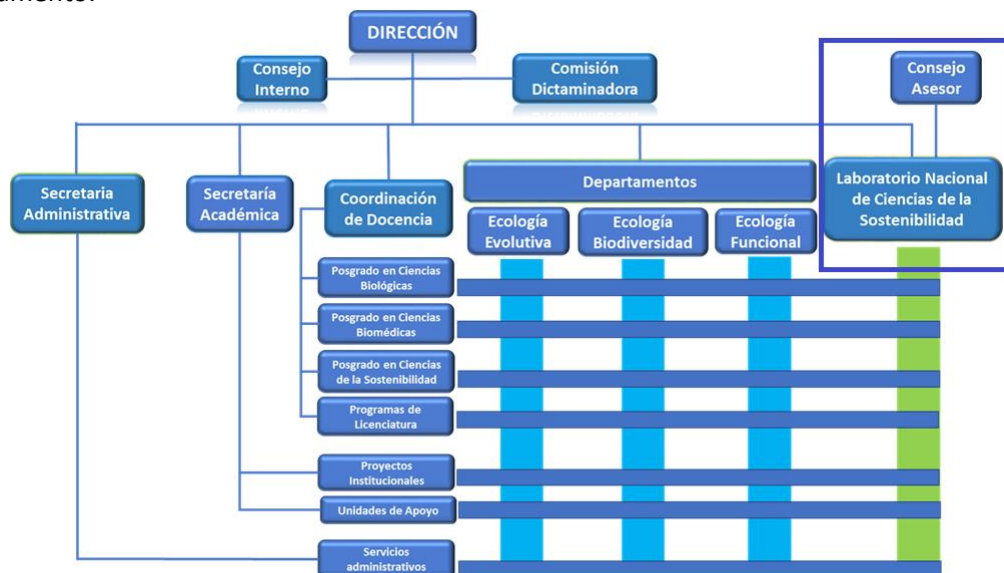 DIRECCIÓN
Consejo
Interno
Comisión
Dictaminadora
Consejo
Asesor
Secretaria
Administrativa
Secretaría
Académica
Coordinación
de Docencia
Departamentos
Laboratorio Nacional
de Ciencias de la
Sostenibilidad
Ecología
Evolutiva
Ecología
Biodiversidad
Ecología
Funcional
Posgrado en Ciencias
Biológicas
Posgrado en Ciencias
Biomédicas
Posgrado en Ciencias
de la Sostenibilidad
Programas de
Licenciatura
Proyectos
Institucionales
Unidades de Apoyo
Servicios
administrativos